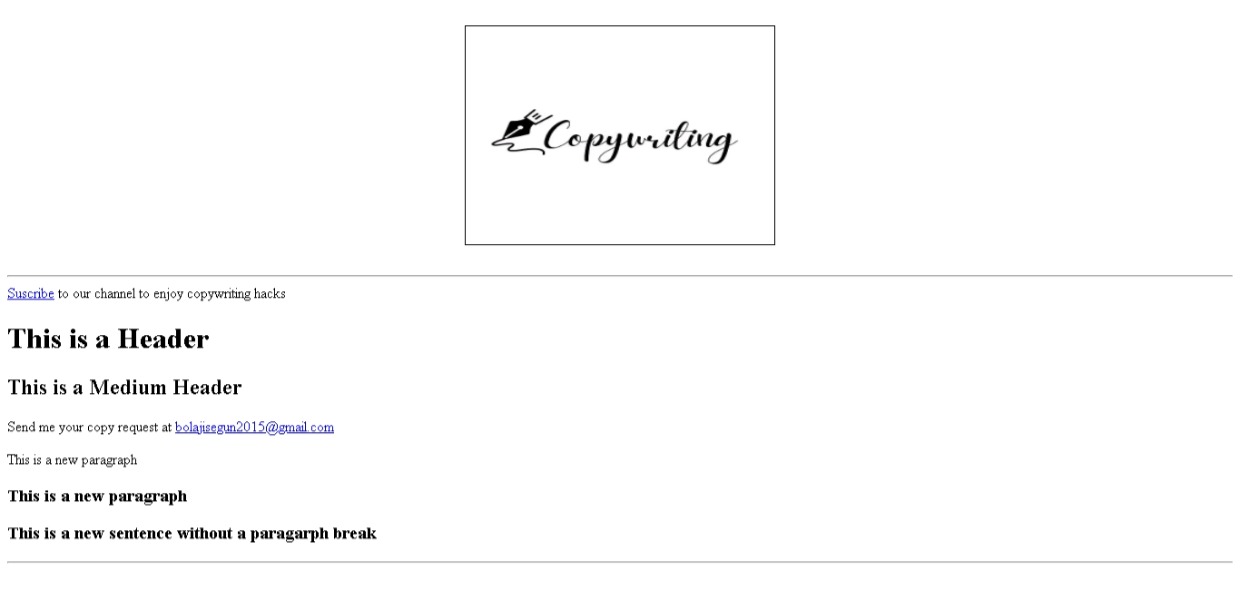 Copywriting
Suscribe to our channel to enjoy copywriting hacks
This is a Header
This is a Medium Header
Send me your copy request at bolajisegun2015@gmail.com
This is a new paragraph
This is a new paragraph
This is a new sentence without a paragarph break